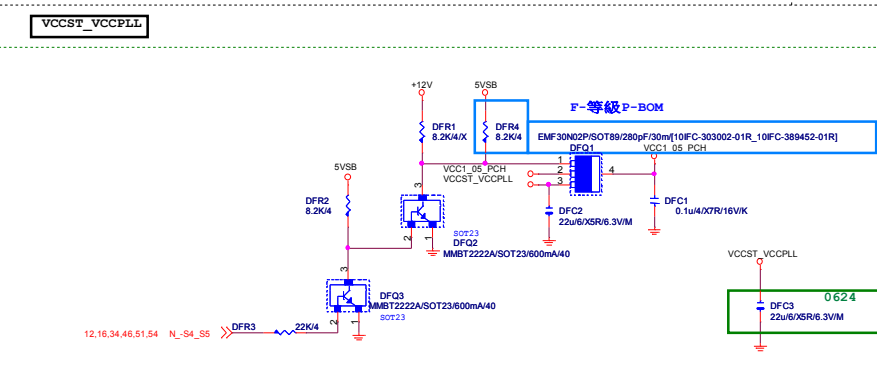 VCCST_VCCPLL
+12V
5VSB
F-等級P-BOM
DFR1
8.2K/4/X
DFR4
8.2K/4
EMF30N02P/SOT89/280pF/30m/[10IFC-303002-01R_10IFC-389452-01R]
DFQ1
VCC1_05_PCH
5VSB
VCC1_05_PCH
VCCST_VCCPLL
1
2
3
4
DFR2
8.2K/4
3
2
1
SOT23
DFQ2
MMBT2222A/SOT23/600mA/40
DFC2
22u/6/X5R/6.3V/M
DFC1
0.1u/4/X7R/16V/K
VCCST_VCCPLL
3
2
1
DFQ3
MMBT2222A/SOT23/600mA/40
SOT23
0624
DFC3
22u/6/X5R/6.3V/M
12,16,34,46,51,54 N_-S4_S5
DFR3
22K/4